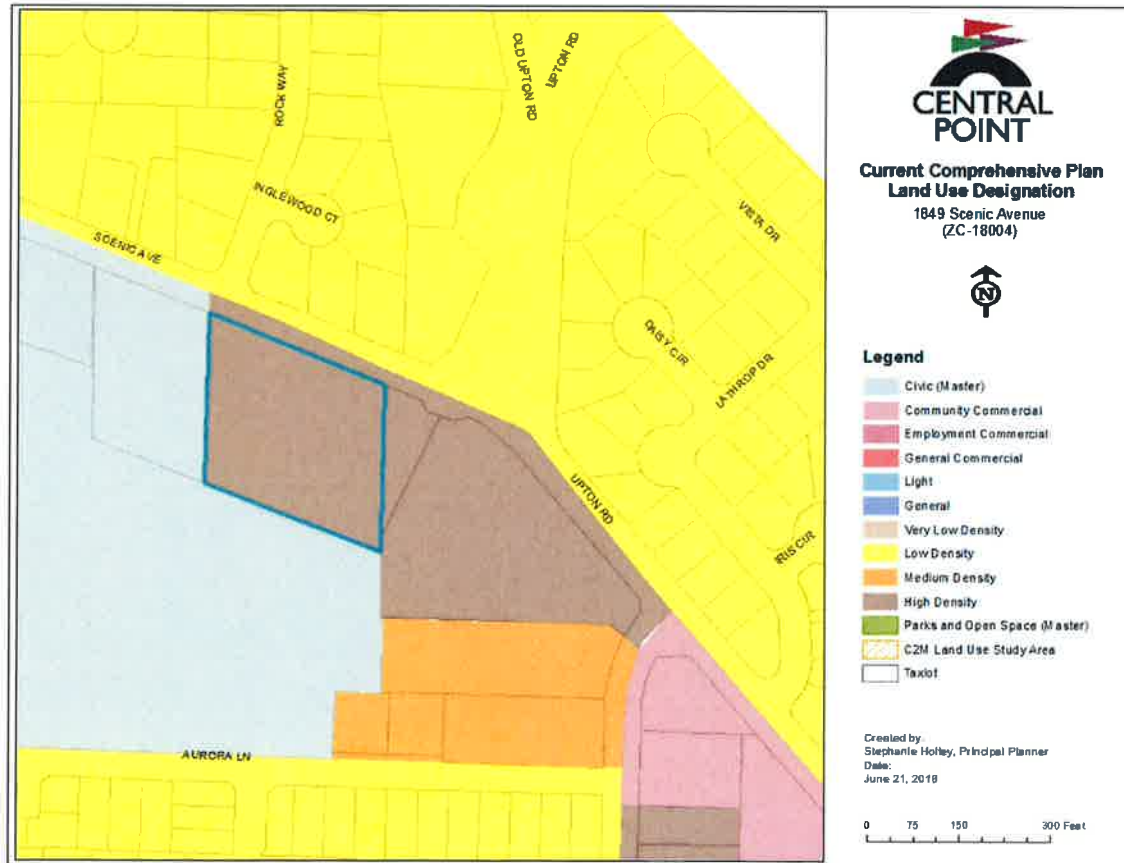 OLD UPTON RD
UPTON RD
ROCK WAY
INGLEWOOD CT
SCENIC AVE
VISTA DR
DAISY CIR
LATHROP DR
UPTON RD
IRIS CIR
AURORA LN
CENTRAL
POINT
Current Comprehensive Plan
Land Use Designation
1849 Scenic Avenue
(ZC-18004)
N
Legend
Civic (Master)
Community Commercial
Employment Commercial
General Commercial
Light
General
Very Low Density
Low Density
Medium Density
High Density
Parks and Open Space (Master)
C2M Land Use Study Area
Taxlot
Created by:
Stephanie Holtey, Principal Planner
Date:
June 21, 2018
0 75 150 300 Feet